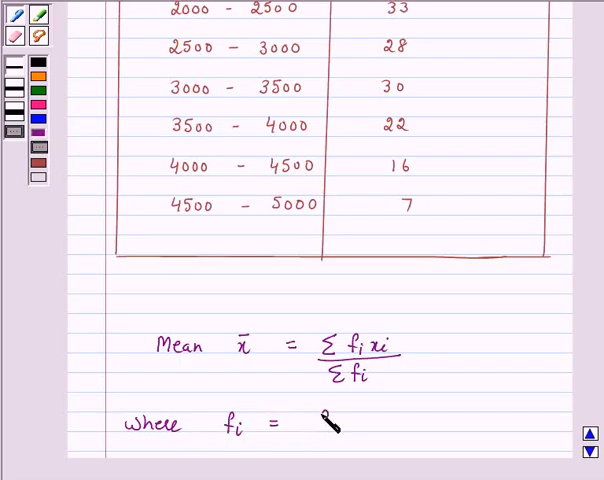 2000 - 2500 33
2500 - 3000 28
3000 - 3500 30
3500 - 4000 22
4000 - 4500 16
4500 - 5000 7
Mean x̄ = Σ fi xi / Σ fi
where fi =